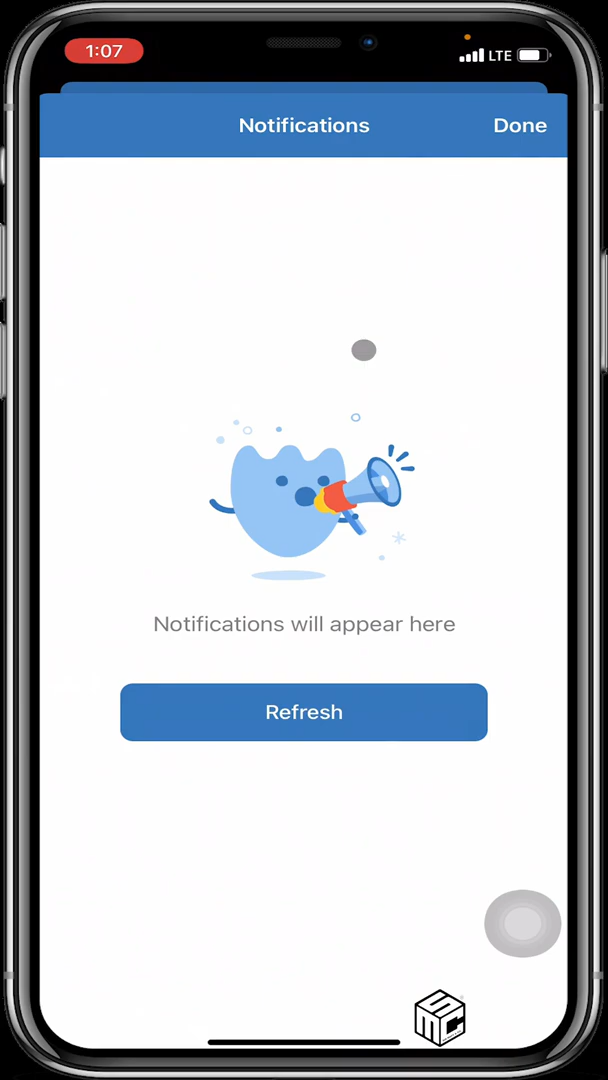 1:07
LTE
Notifications
Done
Notifications will appear here
Refresh